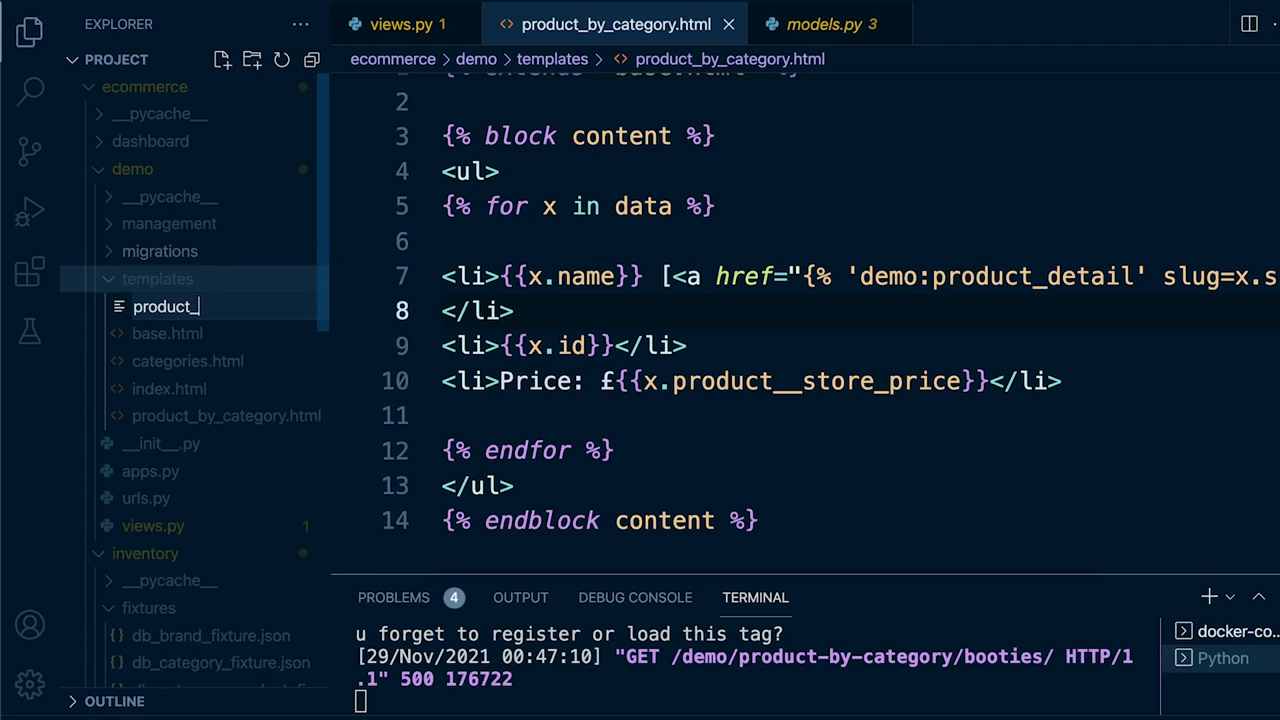 EXPLORER
PROJECT
ecommerce
__pycache__
dashboard
demo
__pycache__
management
migrations
templates
product_
base.html
categories.html
index.html
product_by_category.html
__init__.py
apps.py
urls.py
views.py 1
inventory
__pycache__
fixtures
db_brand_fixture.json
db_category_fixture.json
OUTLINE
views.py 1
product_by_category.html
models.py 3
ecommerce > demo > templates > product_by_category.html
2
3 {% block content %}
4 <ul>
5 {% for x in data %}
6
7 <li>{{x.name}} [<a href="{% 'demo:product_detail' slug=x.s
8 </li>
9 <li>{{x.id}}</li>
10 <li>Price: £{{x.product__store_price}}</li>
11
12 {% endfor %}
13 </ul>
14 {% endblock content %}
PROBLEMS 4 OUTPUT DEBUG CONSOLE TERMINAL
u forget to register or load this tag?
[29/Nov/2021 00:47:10] "GET /demo/product-by-category/booties/ HTTP/1
.1" 500 176722
docker-co...
Python